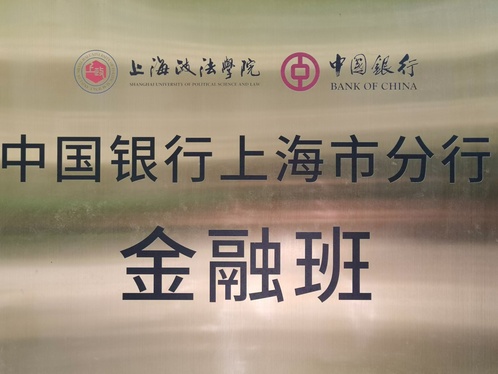 上海政法學院 中国銀行
SHANGHAI UNIVERSITY OF POLITICAL SCIENCE AND LAW BANK OF CHINA
中国银行上海市分行
金融班